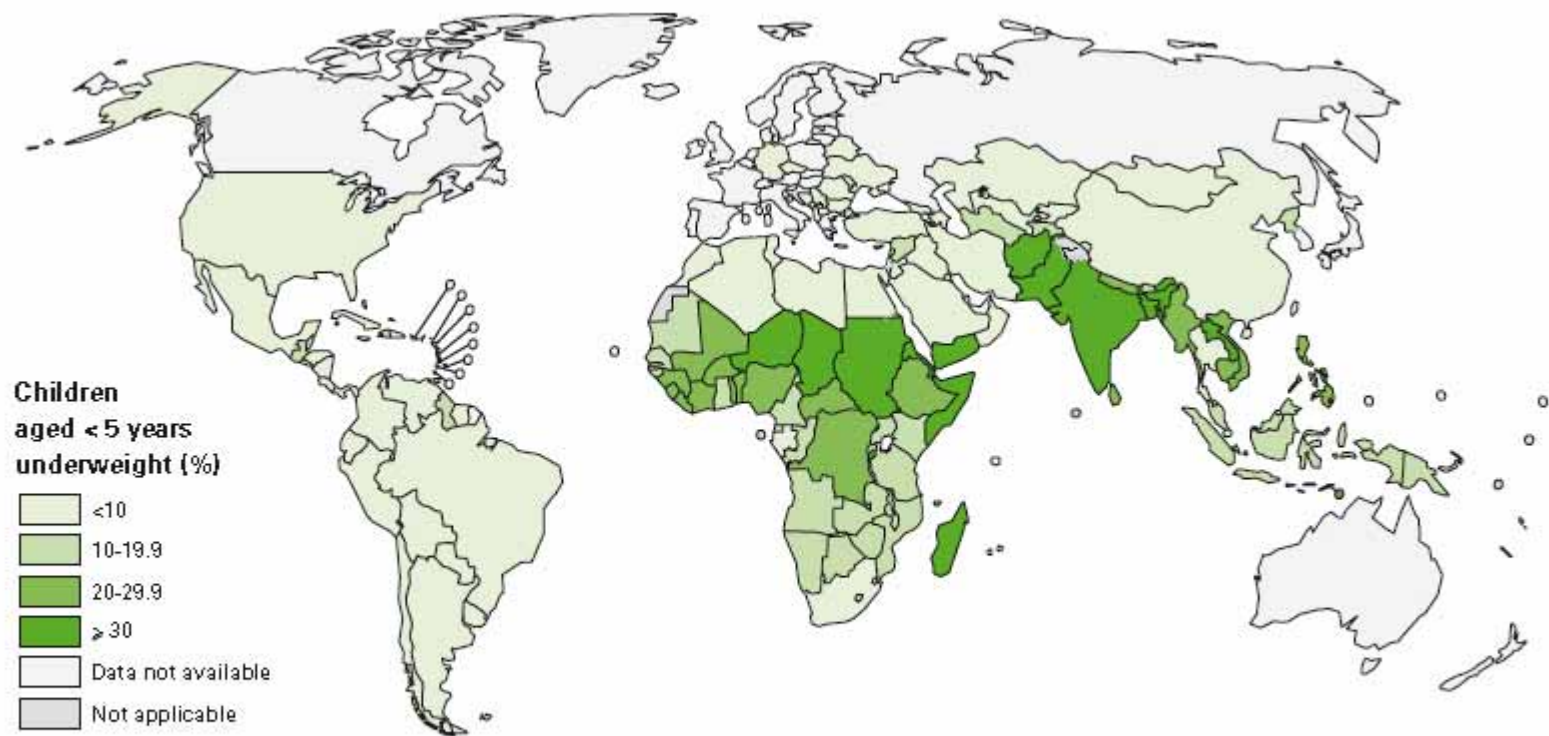 Children
aged < 5 years
underweight (%)
<10
10-19.9
20-29.9
⩾ 30
Data not available
Not applicable